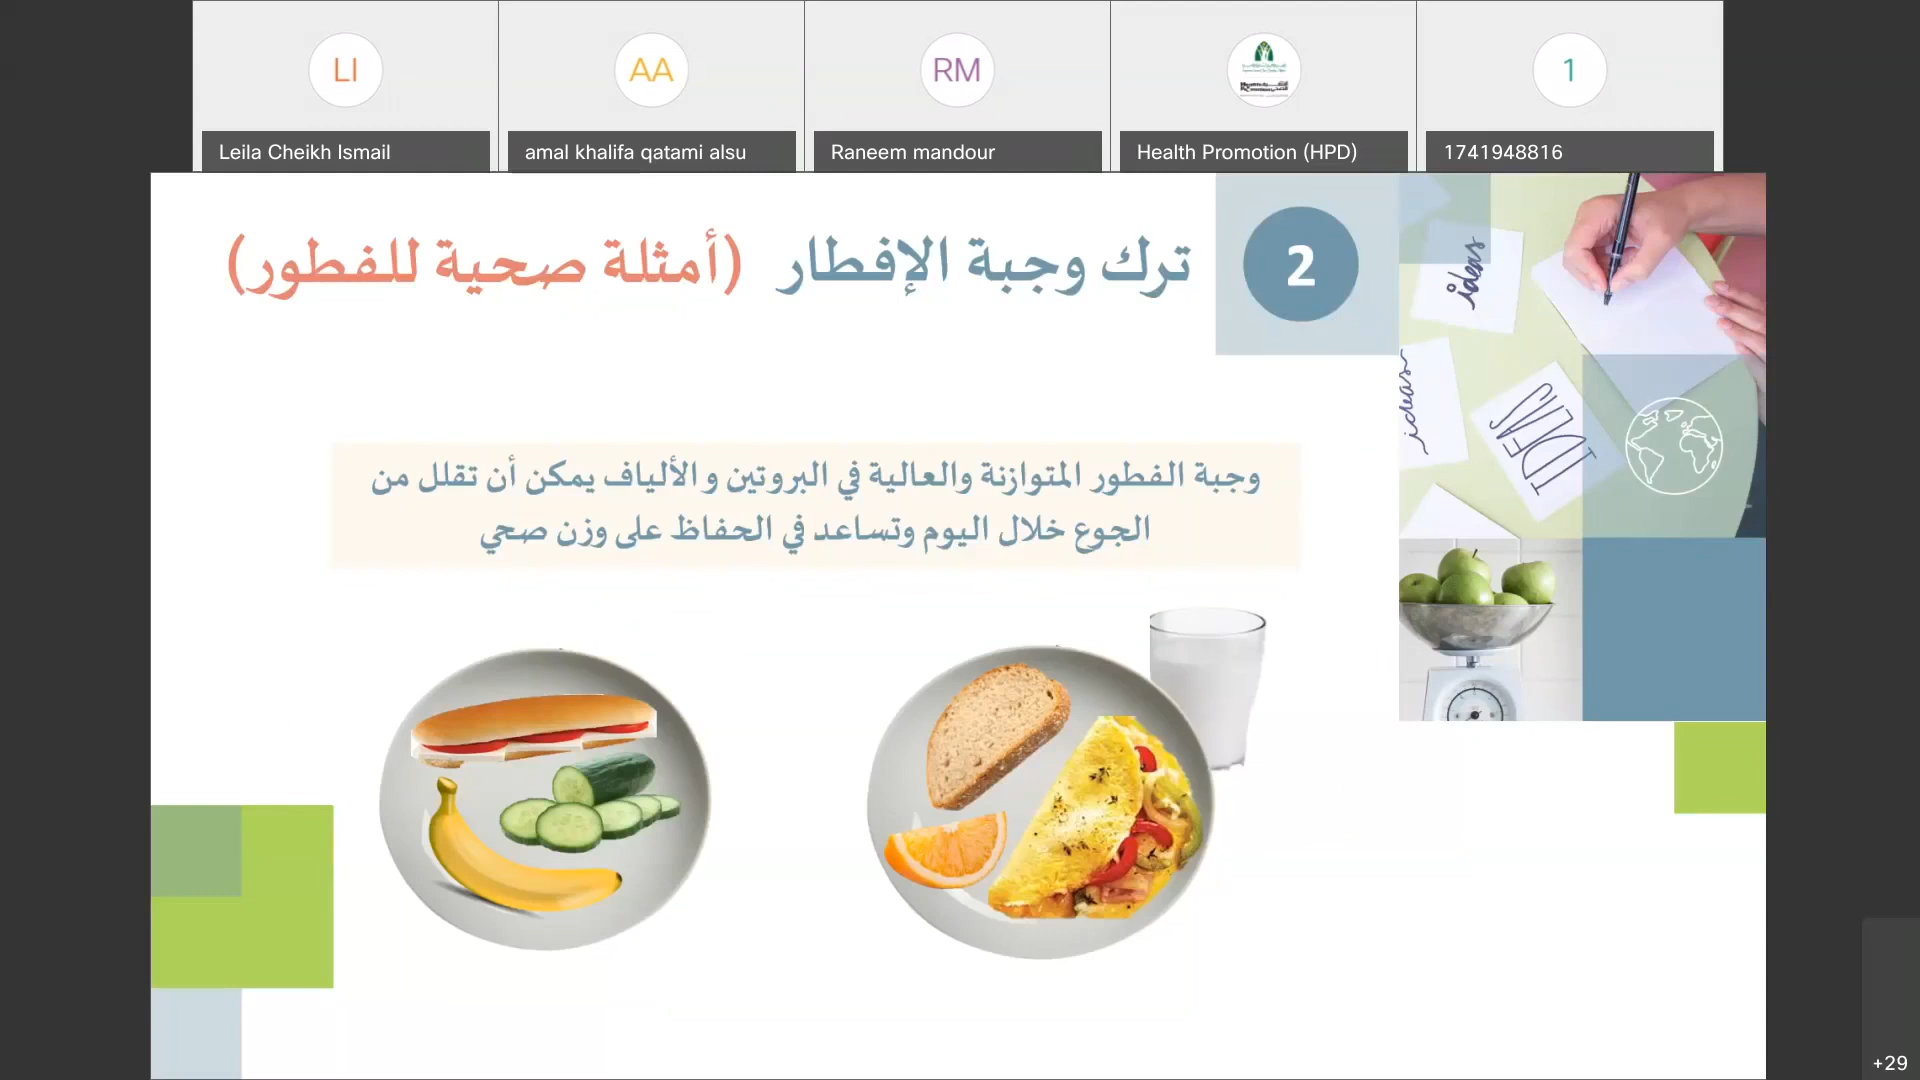 LI
AA
RM
1
Leila Cheikh Ismail
amal khalifa qatami alsu
Raneem mandour
Health Promotion (HPD)
1741948816
2
ترك وجبة الإفطار (أمثلة صحية للفطور)
وجبة الفطور المتوازنة والعالية في البروتين والألياف يمكن أن تقلل من
الجوع خلال اليوم وتساعد في الحفاظ على وزن صحي
ideas
ideas
IDEAS
+29